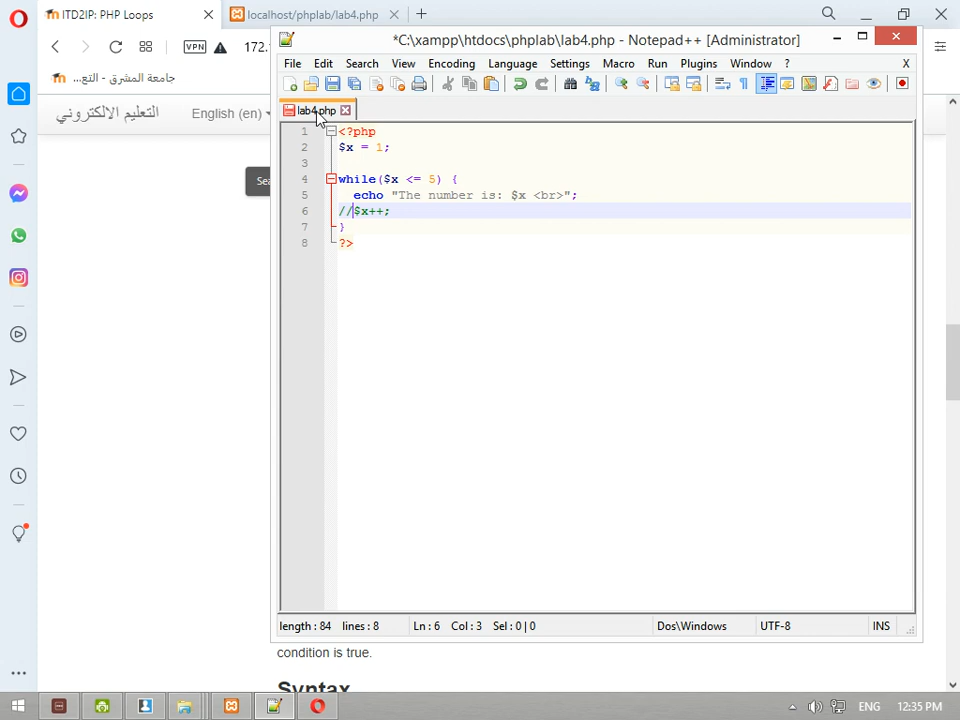 ITD2IP: PHP Loops
localhost/phplab/lab4.php
VPN
172.
جامعة المشرق - التع...
التعليم الالكتروني
English (en)
Sea
*C:\xampp\htdocs\phplab\lab4.php - Notepad++ [Administrator]
File Edit Search View Encoding Language Settings Macro Run Plugins Window ? X
lab4.php
1 <?php
2 $x = 1;
3
4 while($x <= 5) {
5 echo "The number is: $x <br>";
6 //$x++;
7 }
8 ?>
length : 84 lines : 8 Ln : 6 Col : 3 Sel : 0 | 0 Dos\Windows UTF-8 INS
condition is true.
Syntax
ENG 12:35 PM